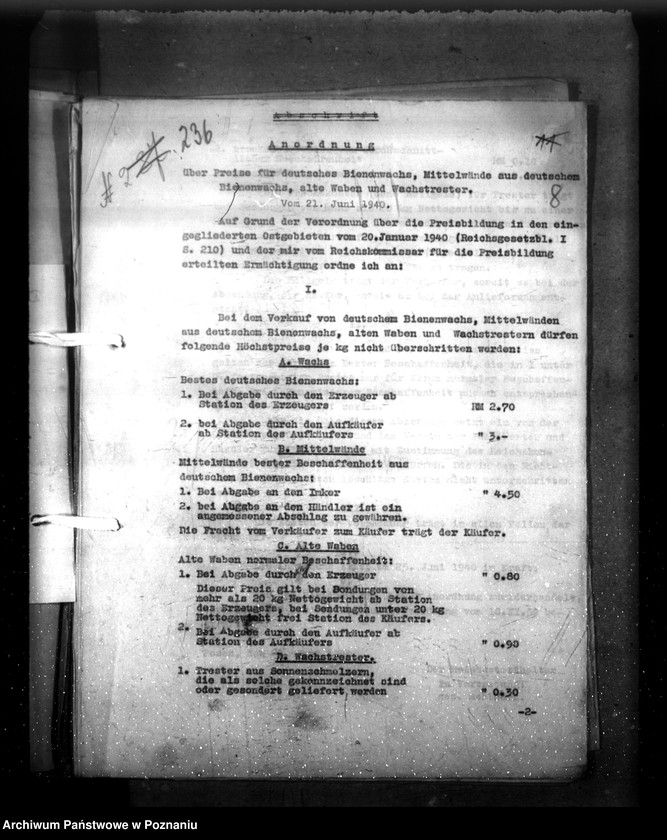 Abschrift
236
Anordnung
über Preise für deutsches Bienenwachs, Mittelwände aus deutschem
Bienenwachs, alte Waben und Wachstrester.
8
Vom 21. Juni 1940.
Auf Grund der Verordnung über die Preisbildung in den ein-
gegliederten Ostgebieten vom 20.Januar 1940 (Reichsgesetzbl. I
S. 210) und der mir vom Reichskommissar für die Preisbildung
erteilten Ermächtigung ordne ich an:
I.
Bei dem Verkauf von deutschem Bienenwachs, Mittelwänden
aus deutschem Bienenwachs, alten Waben und Wachstrestern dürfen
folgende Höchstpreise je kg nicht überschritten werden:
A. Wachs
Bestes deutsches Bienenwachs:
1. Bei Abgabe durch den Erzeuger ab
Station des Erzeugers RM 2.70
2. bei Abgabe durch den Aufkäufer
ab Station des Aufkäufers " 3.-
B. Mittelwände
Mittelwände bester Beschaffenheit aus
deutschem Bienenwachs:
1. Bei Abgabe an den Imker " 4.50
2. bei Abgabe an den Händler ist ein
angemessener Abschlag zu gewähren.
Die Fracht vom Verkäufer zum Käufer trägt der Käufer.
C. Alte Waben
Alte Waben normaler Beschaffenheit:
1. Bei Abgabe durch den Erzeuger " 0.80
Dieser Preis gilt bei Sendungen von
mehr als 20 kg Nettogewicht ab Station
des Erzeugers, bei Sendungen unter 20 kg
Nettogewicht frei Station des Käufers.
2. Bei Abgabe durch den Aufkäufer ab
Station des Aufkäufers " 0.90
D. Wachstrester.
1. Trester aus Sonnenschmelzern,
die als solche gekennzeichnet sind
oder gesondert geliefert werden " 0.30
-2-
Archiwum Państwowe w Poznaniu